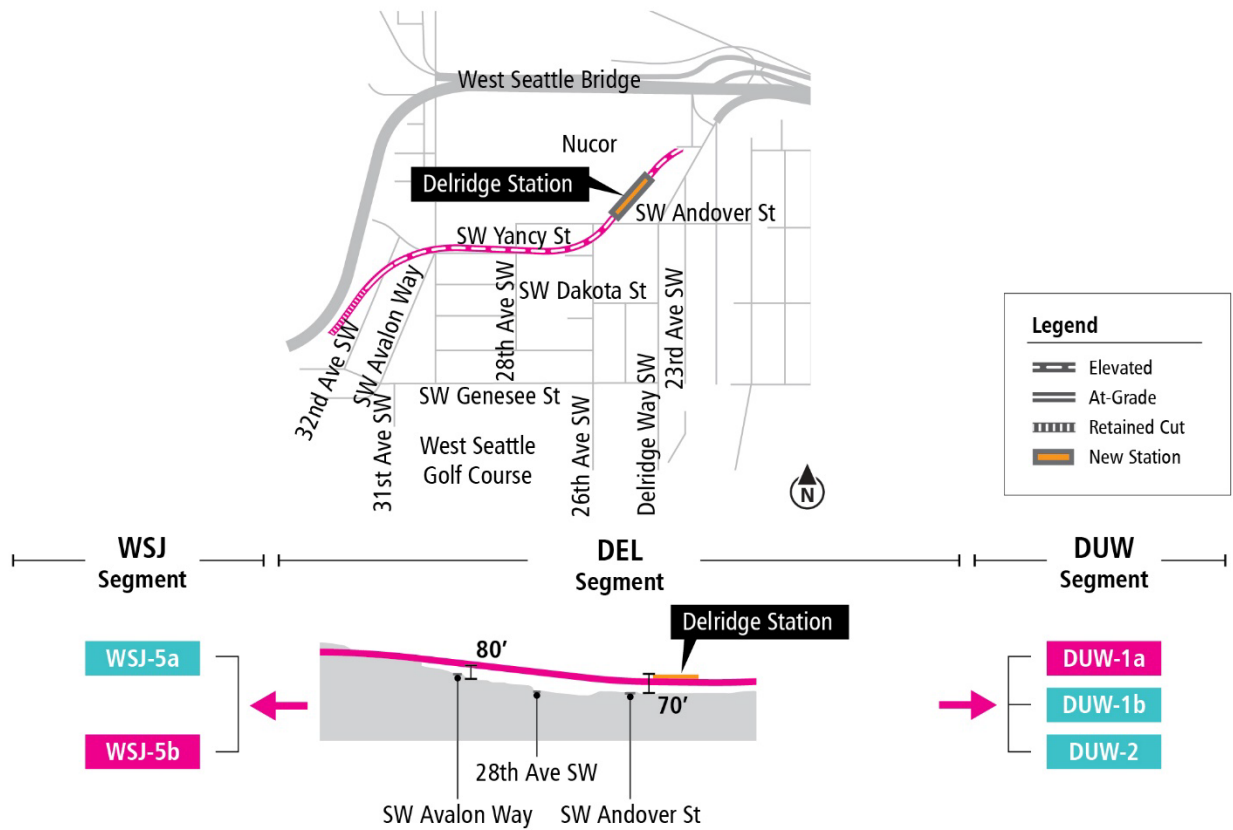 West Seattle Bridge
Nucor
Delridge Station
SW Andover St
SW Yancy St
SW Dakota St
28th Ave SW
23rd Ave SW
SW Avalon Way
32nd Ave SW
SW Genesee St
31st Ave SW
West Seattle
Golf Course
26th Ave SW
Delridge Way SW
N
Legend
Elevated
At-Grade
Retained Cut
New Station
WSJ
Segment
DEL
Segment
DUW
Segment
WSJ-5a
WSJ-5b
Delridge Station
80’
70’
28th Ave SW
SW Avalon Way
SW Andover St
DUW-1a
DUW-1b
DUW-2